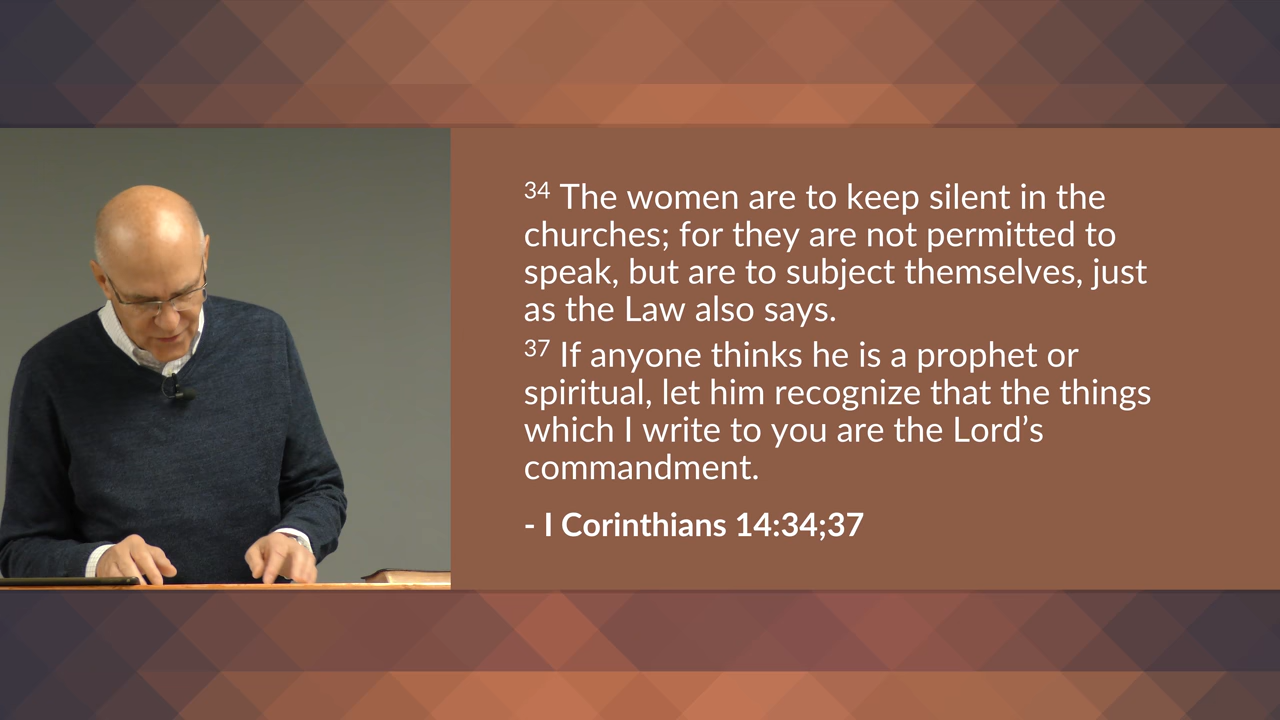 34 The women are to keep silent in the
churches; for they are not permitted to
speak, but are to subject themselves, just
as the Law also says.
37 If anyone thinks he is a prophet or
spiritual, let him recognize that the things
which I write to you are the Lord’s
commandment.
- I Corinthians 14:34;37